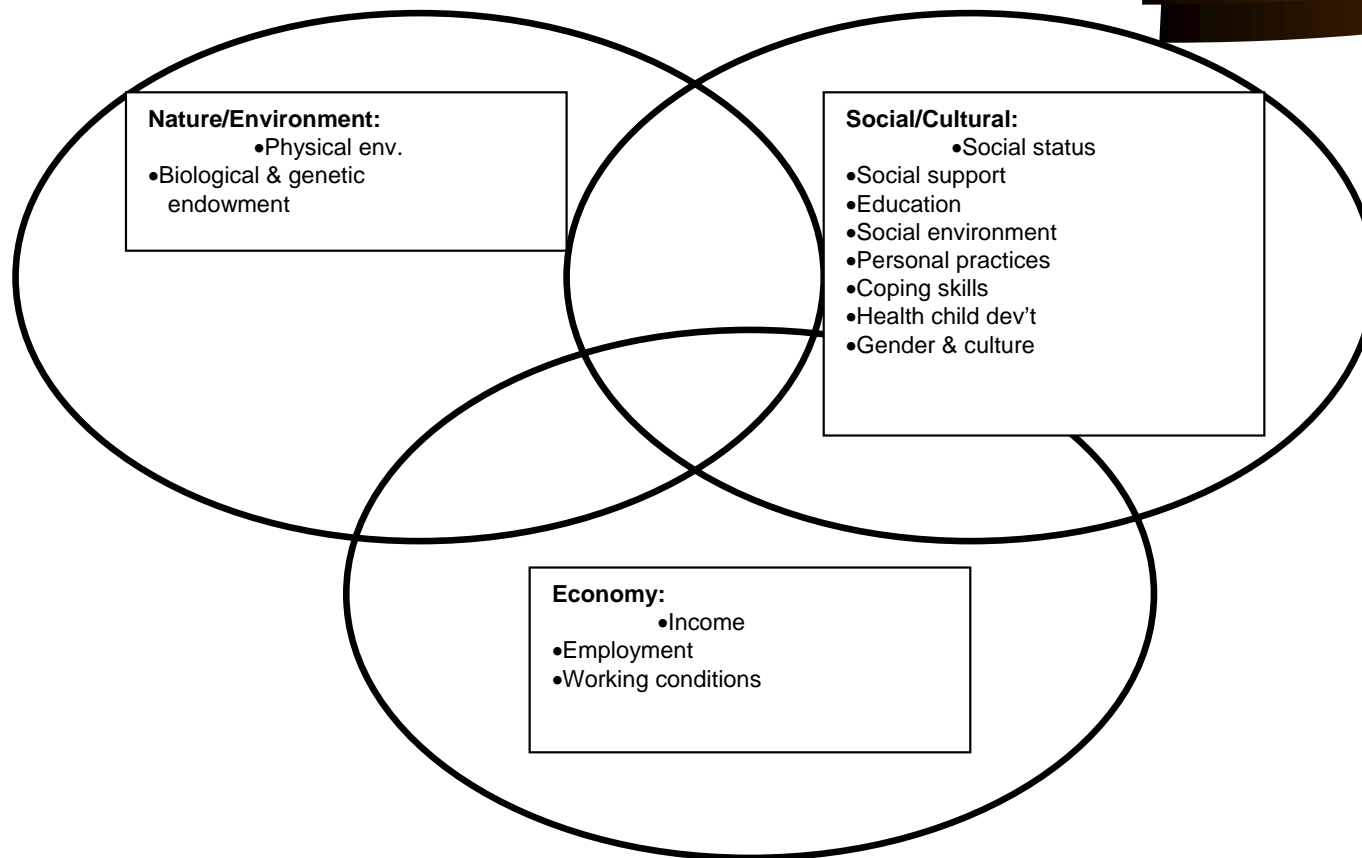 Nature/Environment:
•Physical env.
•Biological & genetic
endowment
Social/Cultural:
•Social status
•Social support
•Education
•Social environment
•Personal practices
•Coping skills
•Health child dev't
•Gender & culture
Economy:
•Income
•Employment
•Working conditions